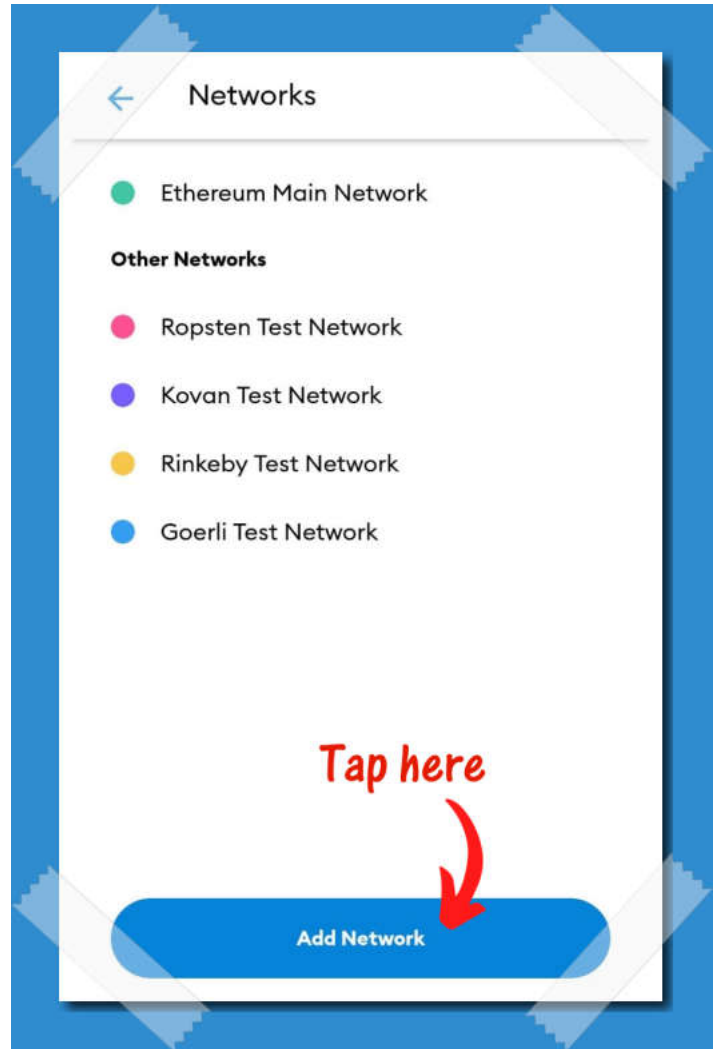 Networks
Ethereum Main Network
Other Networks
Ropsten Test Network
Kovan Test Network
Rinkeby Test Network
Goerli Test Network
Tap here
Add Network